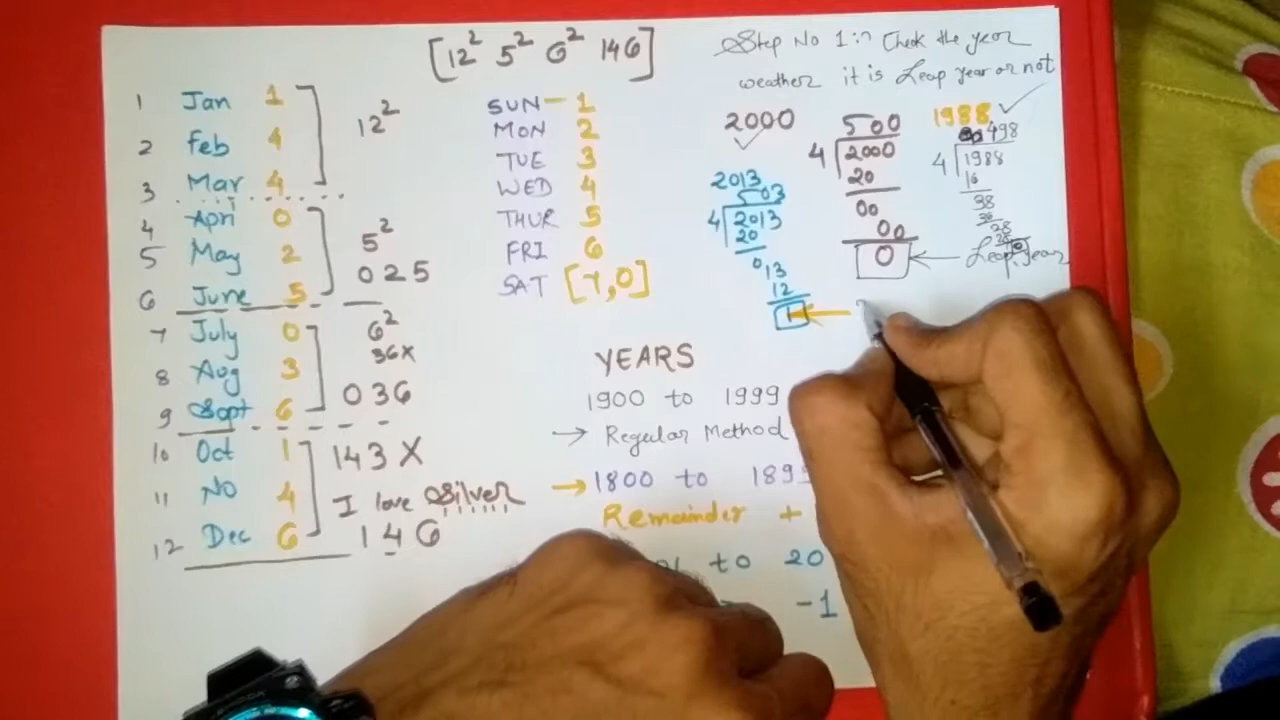 [12² 5² 6² 146]
1 Jan 1
2 Feb 4
3 Mar 4
12²
4 April 0
5 May 2
6 June 5
5²
025
7 July 0
8 Aug 3
9 Sept 6
6²
36X
036
10 Oct 1
11 No 4
12 Dec 6
143 X
I love Silver
146
SUN - 1
MON 2
TUE 3
WED 4
THUR 5
FRI 6
SAT [7,0]
YEARS
1900 to 1999
→ Regular Method
→ 1800 to 189
Remainder +
to 20
-1
Step No 1:- Check the year
weather it is Leap year or not
2000
500
4 2000
20
00
00
0
Leap year
2013
503
4 2013
20
013
12
1
1988
498
4 1988
16
38
36
28